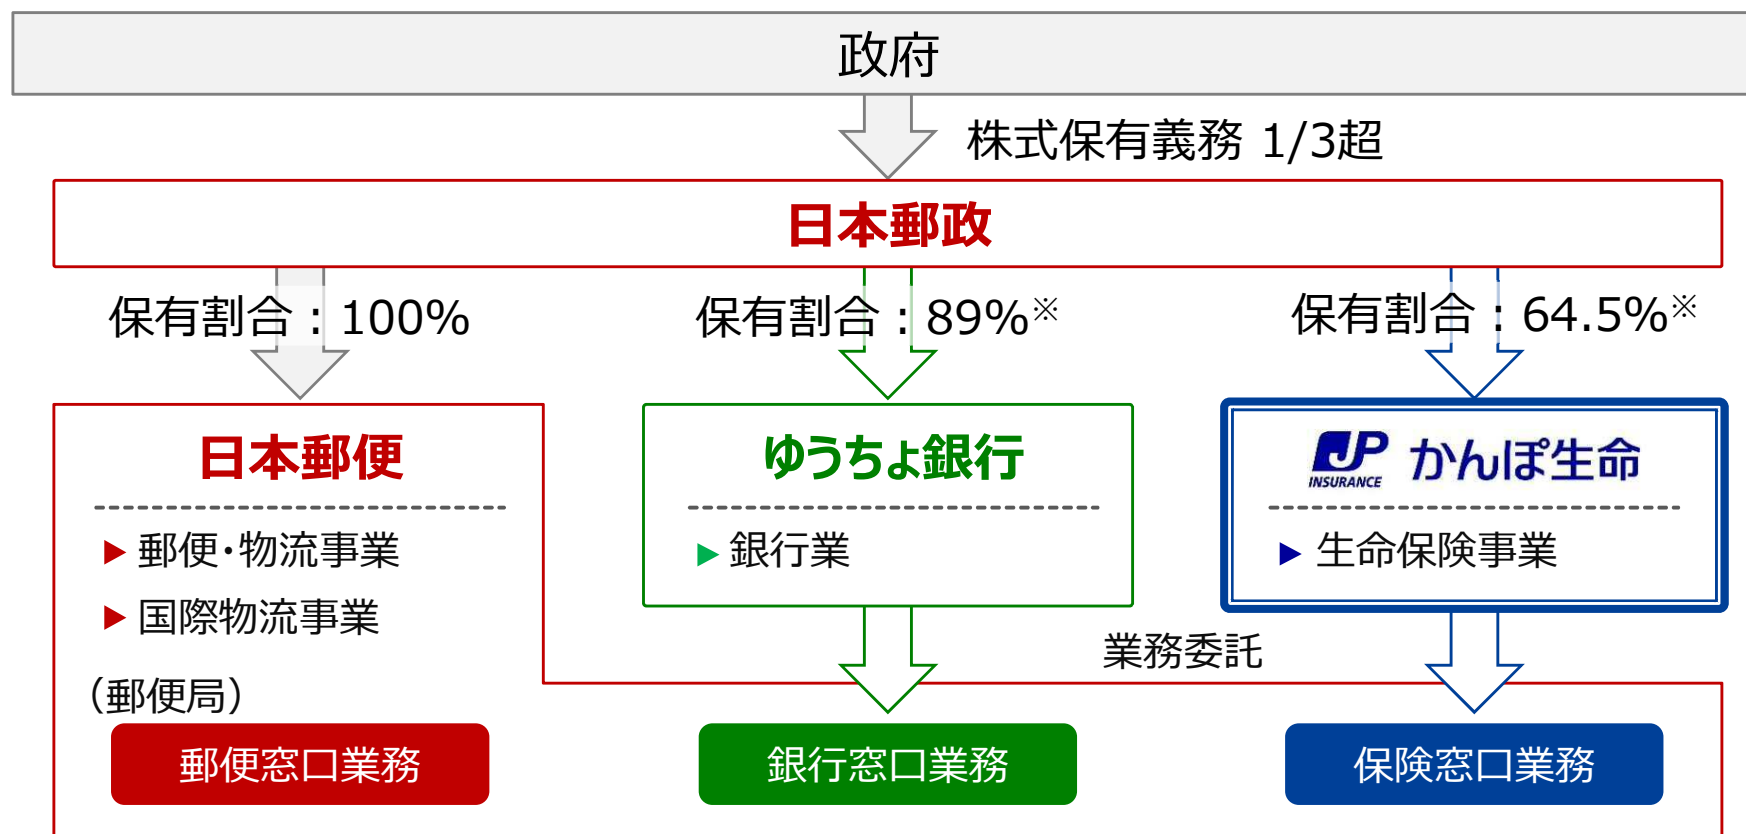 政府
株式保有義務 1/3超
日本郵政
保有割合：100%
保有割合：89%※
保有割合：64.5%※
日本郵便
▶郵便・物流事業
▶国際物流事業
（郵便局）
ゆうちょ銀行
▶銀行業
JP INSURANCE かんぽ生命
▶生命保険事業
業務委託
郵便窓口業務
銀行窓口業務
保険窓口業務